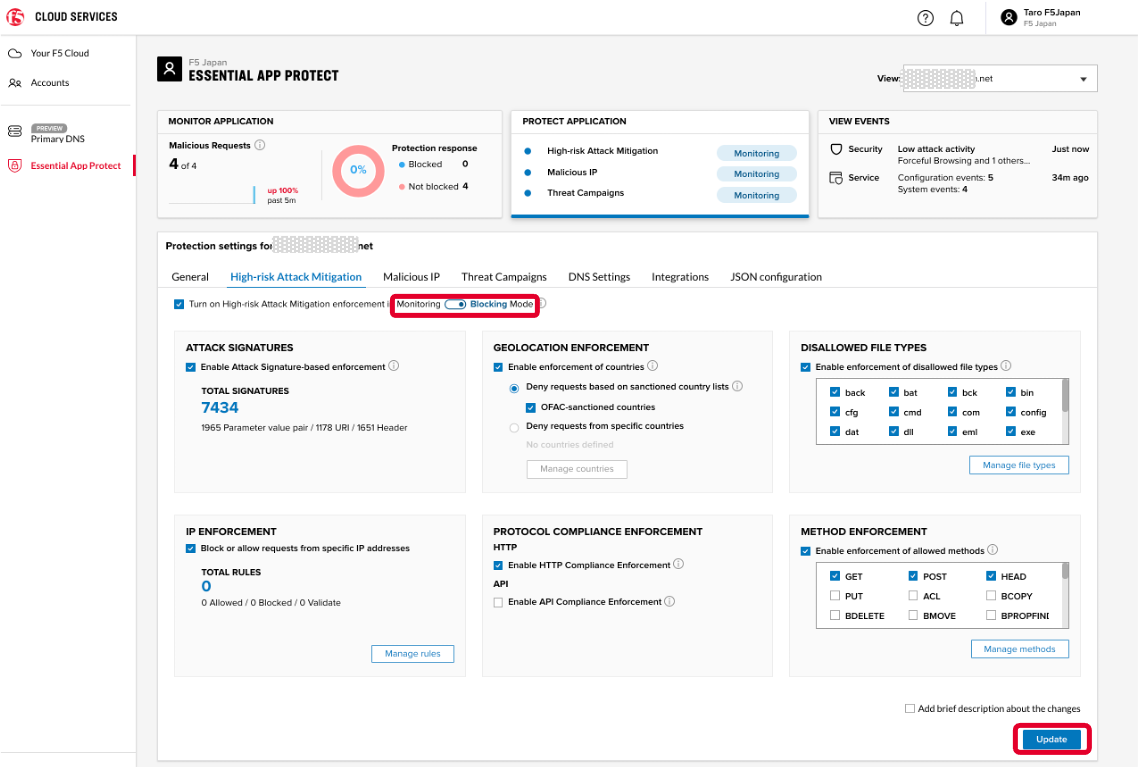 f5 CLOUD SERVICES
Taro F5Japan
F5 Japan
Your F5 Cloud
Accounts
PREVIEW
Primary DNS
Essential App Protect
F5 Japan
ESSENTIAL APP PROTECT
View: .net
MONITOR APPLICATION
Malicious Requests
4 of 4
up 100%
past 5m
0%
Protection response
Blocked 0
Not blocked 4
PROTECT APPLICATION
High-risk Attack Mitigation Monitoring
Malicious IP Monitoring
Threat Campaigns Monitoring
VIEW EVENTS
Security Low attack activity Just now
Forceful Browsing and 1 others...
Service Configuration events: 5 34m ago
System events: 4
Protection settings for net
General High-risk Attack Mitigation Malicious IP Threat Campaigns DNS Settings Integrations JSON configuration
Turn on High-risk Attack Mitigation enforcement Monitoring Blocking Mode
ATTACK SIGNATURES
Enable Attack Signature-based enforcement
TOTAL SIGNATURES
7434
1965 Parameter value pair / 1178 URI / 1651 Header
GEOLOCATION ENFORCEMENT
Enable enforcement of countries
Deny requests based on sanctioned country lists
OFAC-sanctioned countries
Deny requests from specific countries
No countries defined
Manage countries
DISALLOWED FILE TYPES
Enable enforcement of disallowed file types
back bat bck bin
cfg cmd com config
dat dll eml exe
Manage file types
IP ENFORCEMENT
Block or allow requests from specific IP addresses
TOTAL RULES
0
0 Allowed / 0 Blocked / 0 Validate
Manage rules
PROTOCOL COMPLIANCE ENFORCEMENT
HTTP
Enable HTTP Compliance Enforcement
API
Enable API Compliance Enforcement
METHOD ENFORCEMENT
Enable enforcement of allowed methods
GET POST HEAD
PUT ACL BCOPY
BDELETE BMOVE BPROPFIND
Manage methods
Add brief description about the changes
Update